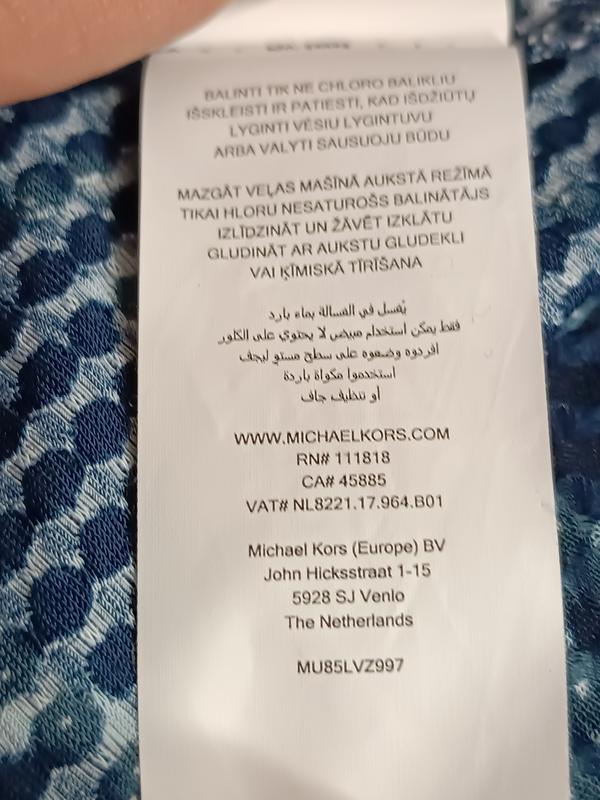 BALINTI TIK NE CHLORO BALIKLIU
IŠSKLEISTI IR PATIESTI, KAD IŠDŽIŪTŲ
LYGINTI VĖSIU LYGINTUVU
ARBA VALYTI SAUSUOJU BŪDU
MAZGĀT VEĻAS MAŠĪNĀ AUKSTĀ REŽĪMĀ
TIKAI HLORU NESATUROŠS BALINĀTĀJS
IZLĪDZINĀT UN ŽĀVĒT IZKLĀTU
GLUDINĀT AR AUKSTU GLUDEKLI
VAI ĶĪMISKĀ TĪRĪŠANA
يُغسل في الغسالة بماء بارد
فقط يمكن استخدام مبيض لا يحتوي على الكلور
افردوه وضعوه على سطح مستو ليجف
استخدموا مكواة باردة
أو تنظيف جاف
WWW.MICHAELKORS.COM
RN# 111818
CA# 45885
VAT# NL8221.17.964.B01
Michael Kors (Europe) BV
John Hicksstraat 1-15
5928 SJ Venlo
The Netherlands
MU85LVZ997